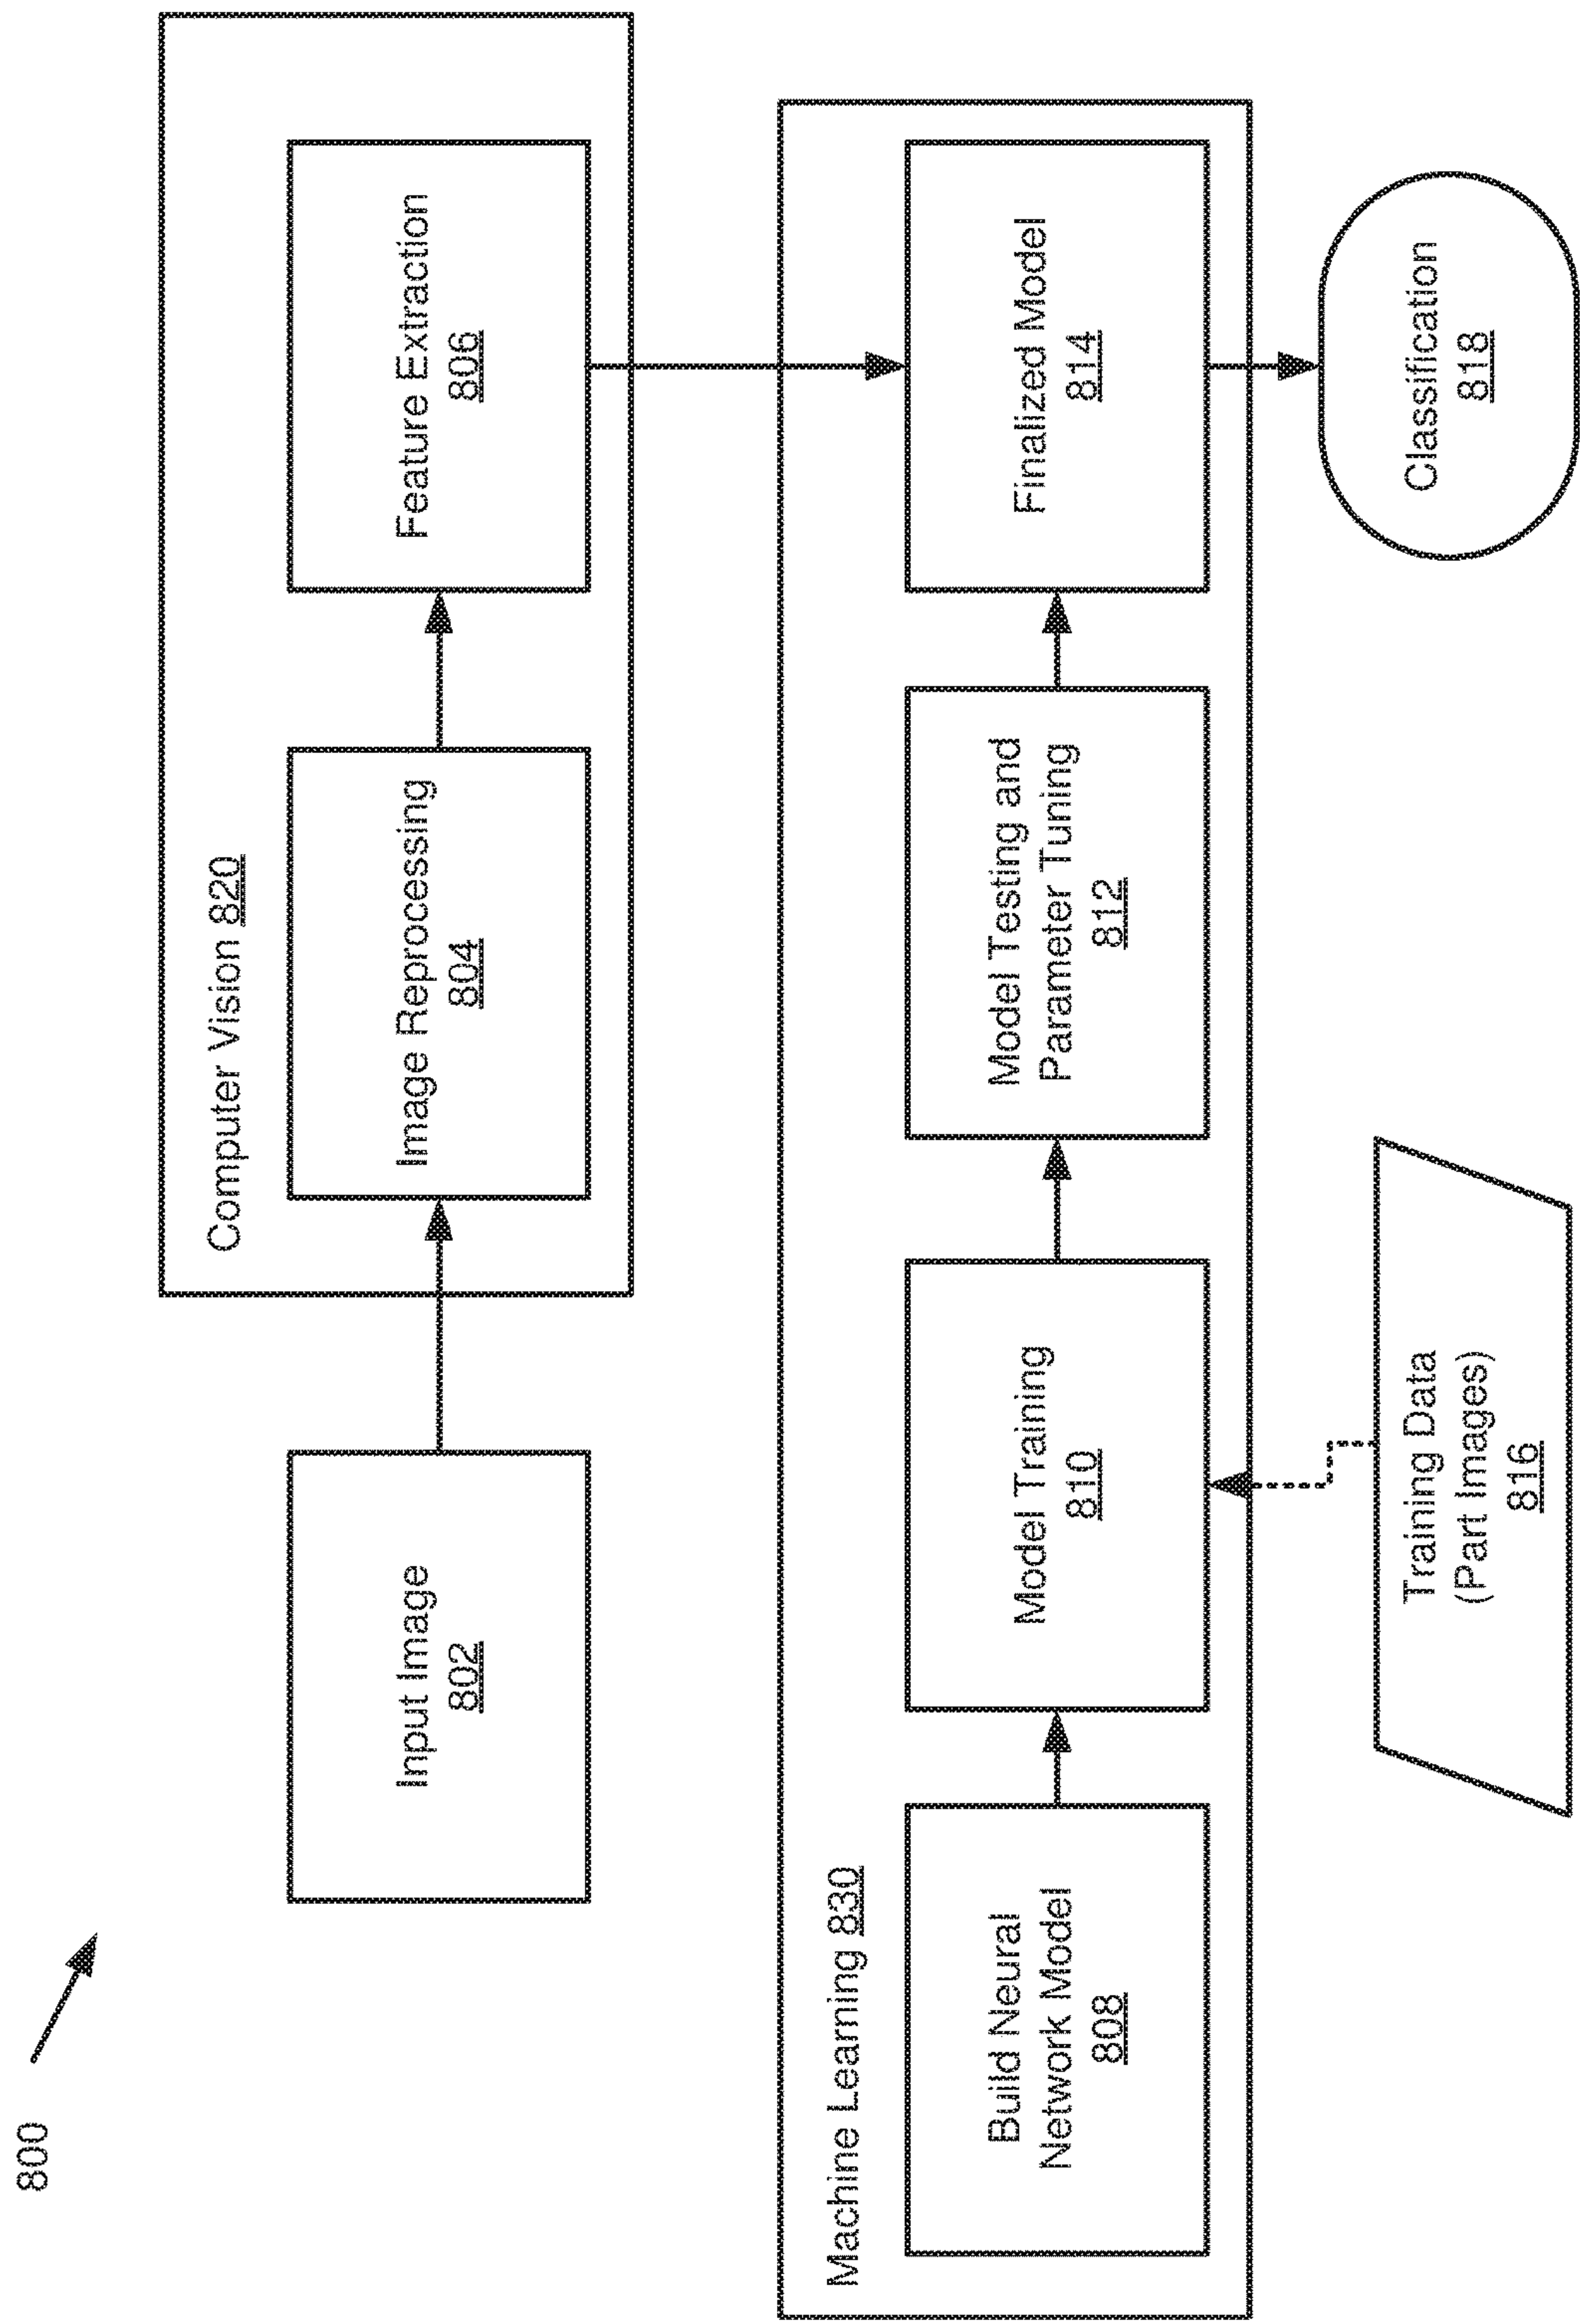 800
Computer Vision 820
Input Image
802
Image Reprocessing
804
Feature Extraction
806
Machine Learning 830
Build Neural
Network Model
808
Model Training
810
Model Testing and
Parameter Tuning
812
Finalized Model
814
Training Data
(Part Images)
816
Classification
818